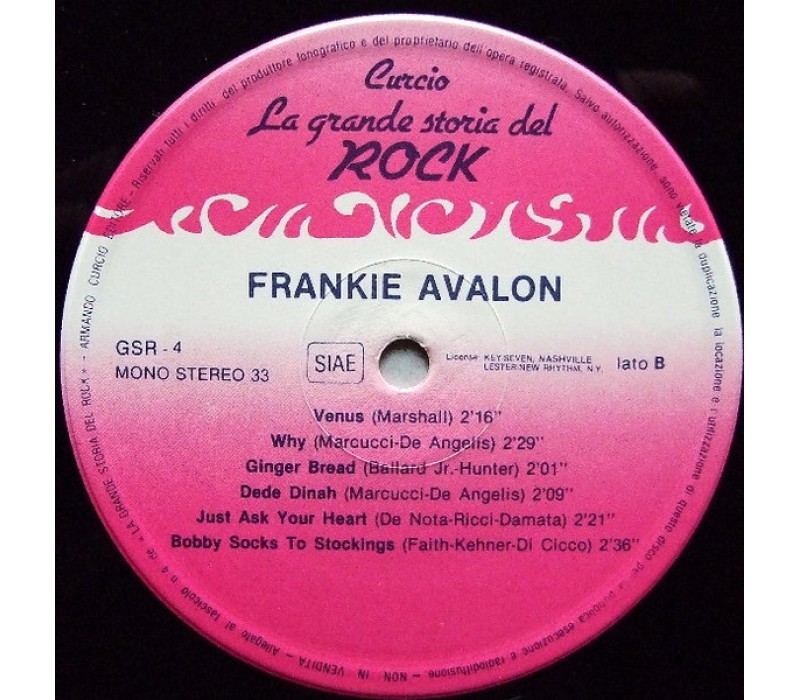 Curcio
La grande storia del
ROCK
FRANKIE AVALON
GSR - 4
MONO STEREO 33
SIAE
License: KEY-SEVEN, NASHVILLE
LESTER-NEW RHYTHM, N.Y.
lato B
Venus (Marshall) 2'16"
Why (Marcucci-De Angelis) 2'29"
Ginger Bread (Ballard Jr.-Hunter) 2'01"
Dede Dinah (Marcucci-De Angelis) 2'09"
Just Ask Your Heart (De Nota-Ricci-Damata) 2'21"
Bobby Socks To Stockings (Faith-Kehner-Di Cicco) 2'36"
Allegato al fascicolo n. 4 de «LA GRANDE STORIA DEL ROCK» - ARMANDO CURCIO EDITORE - Riservati tutti i diritti del produttore fonografico e del proprietario dell'opera registrata. Salvo autorizzazione, sono vietate la duplicazione la locazione e l'utilizzazione di questo disco per pubblica esecuzione e radiodiffusione. - NON IN VENDITA -